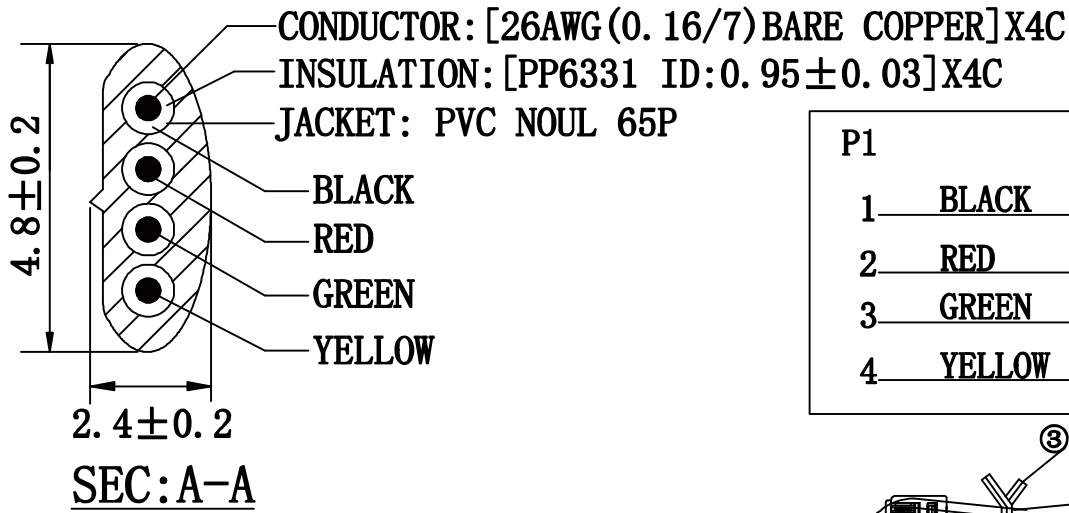 CONDUCTOR:[26AWG(0.16/7)BARE COPPER]X4C
INSULATION:[PP6331 ID:0.95±0.03]X4C
JACKET: PVC NOUL 65P
BLACK
RED
GREEN
YELLOW
4.8±0.2
2.4±0.2
SEC:A-A
P1
1 BLACK
2 RED
3 GREEN
4 YELLOW
③